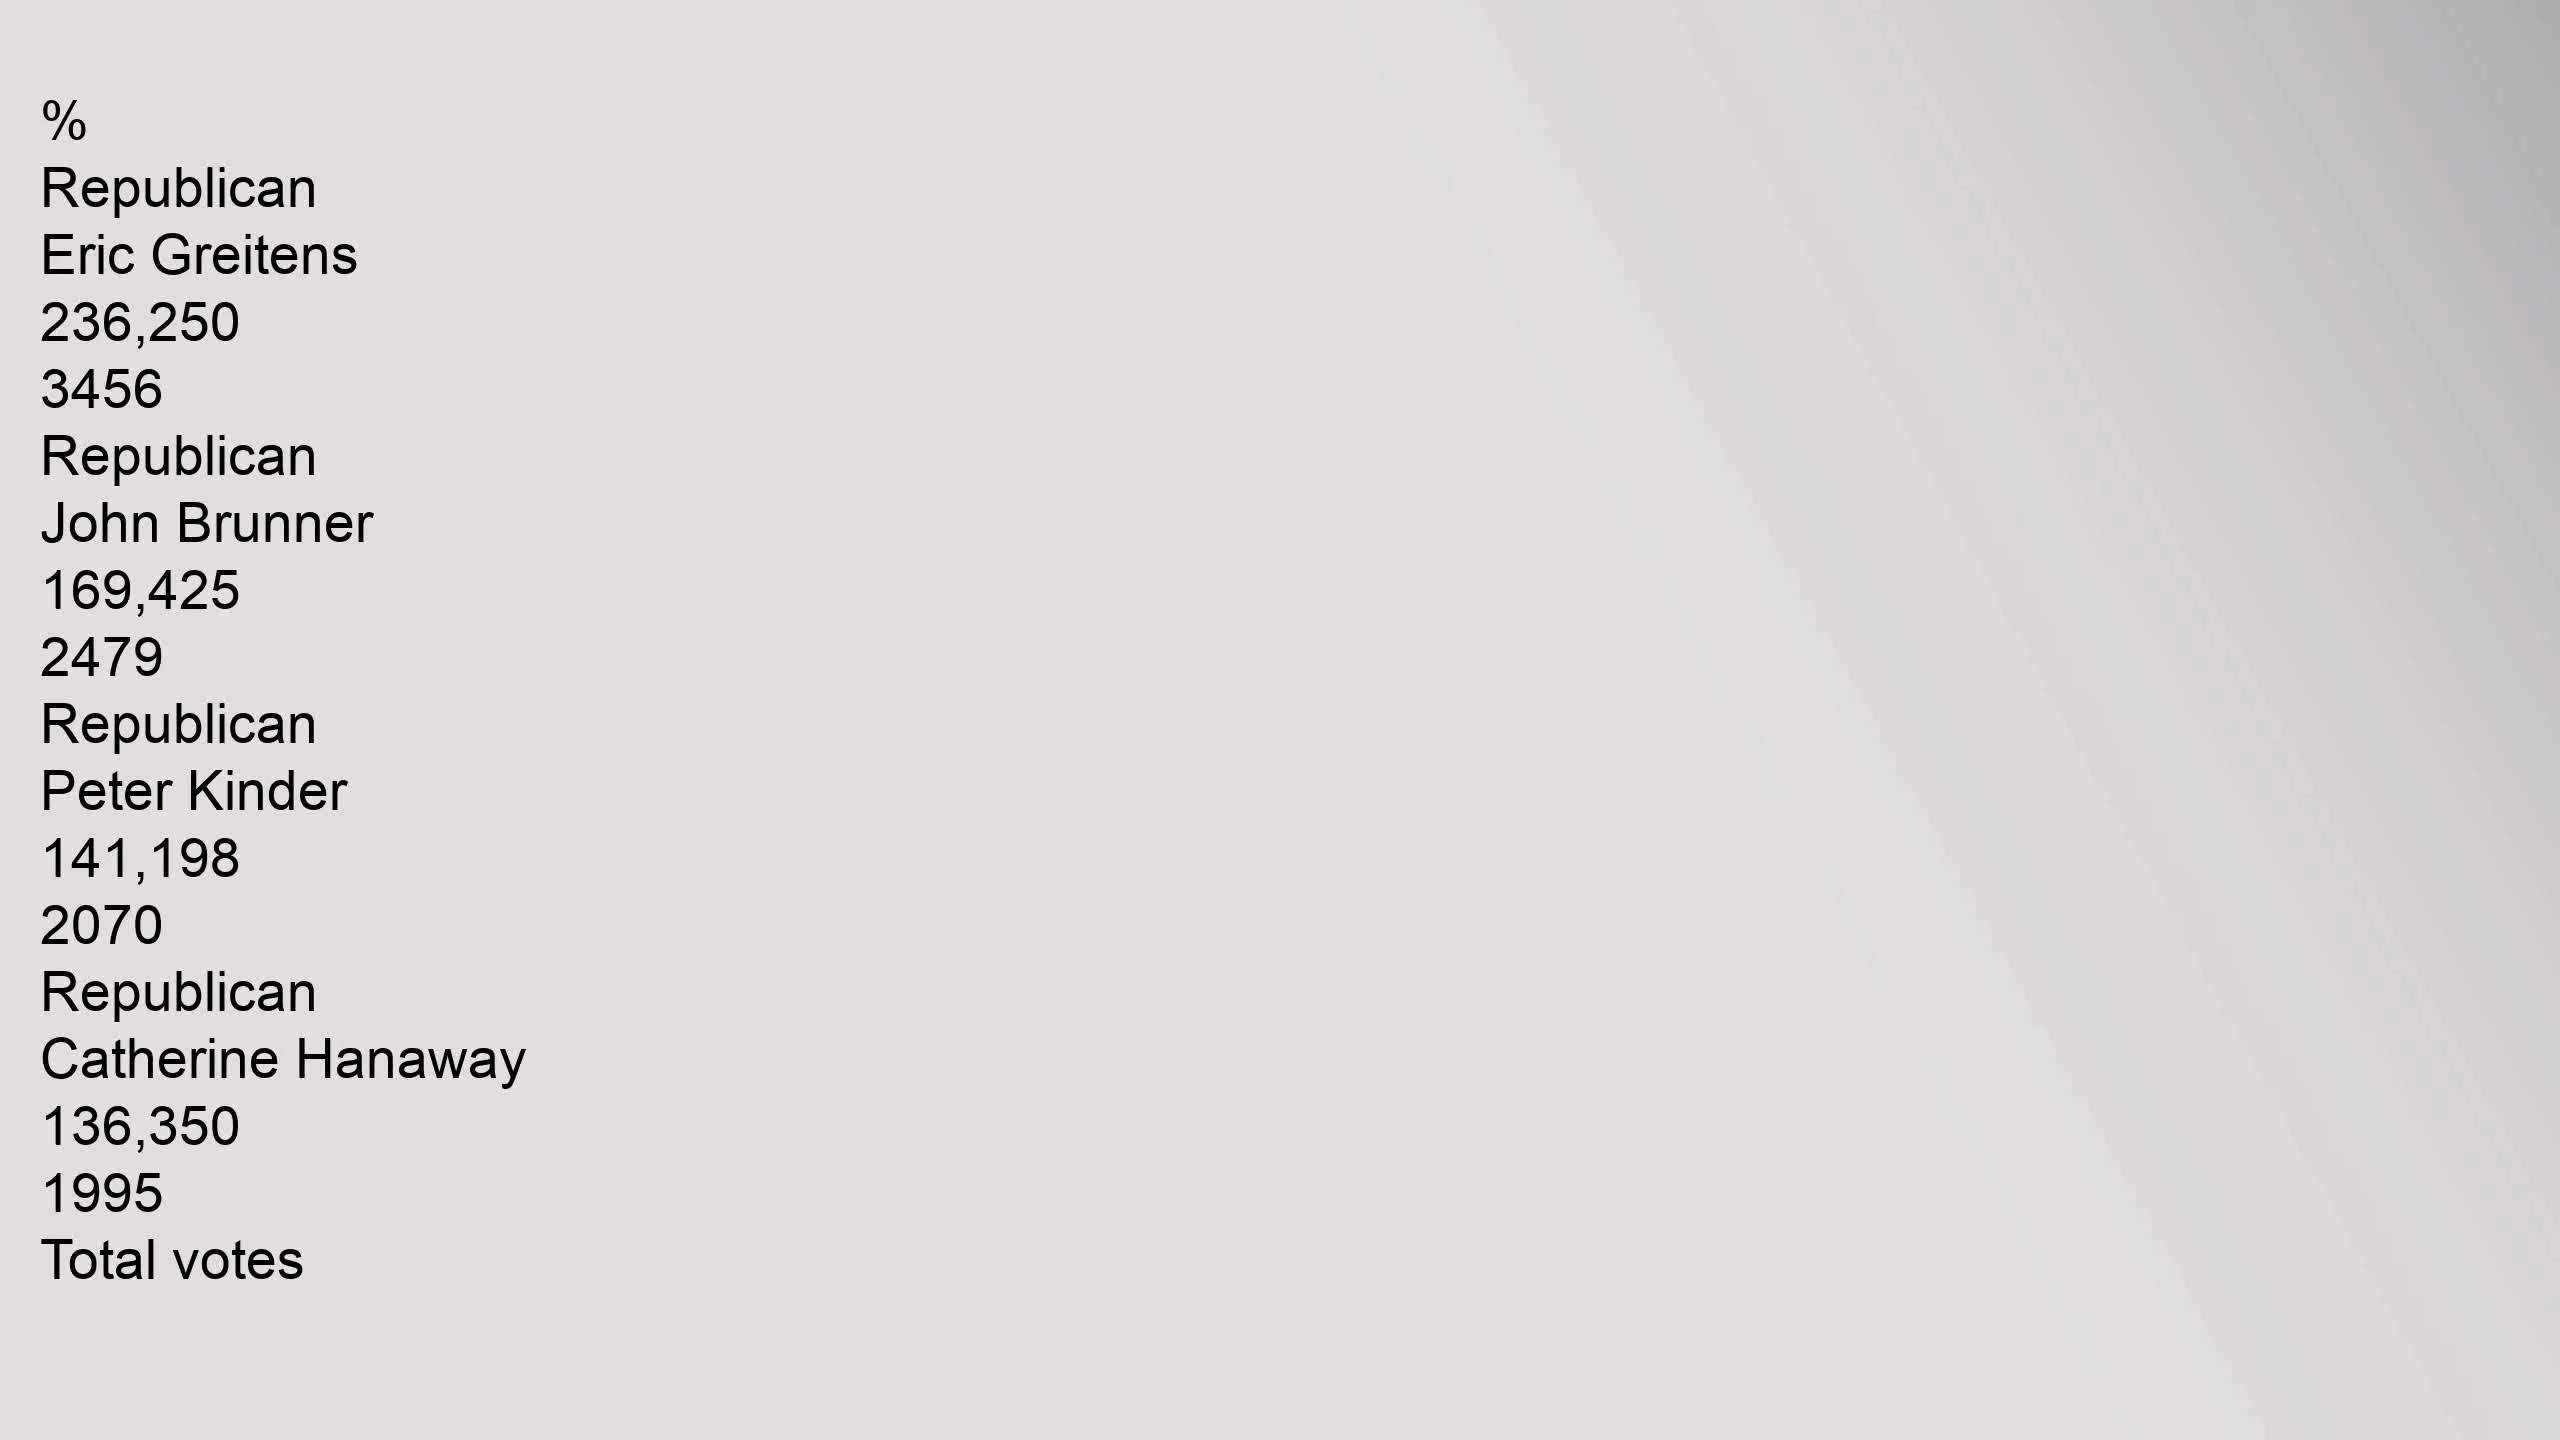 %
Republican
Eric Greitens
236,250
3456
Republican
John Brunner
169,425
2479
Republican
Peter Kinder
141,198
2070
Republican
Catherine Hanaway
136,350
1995
Total votes